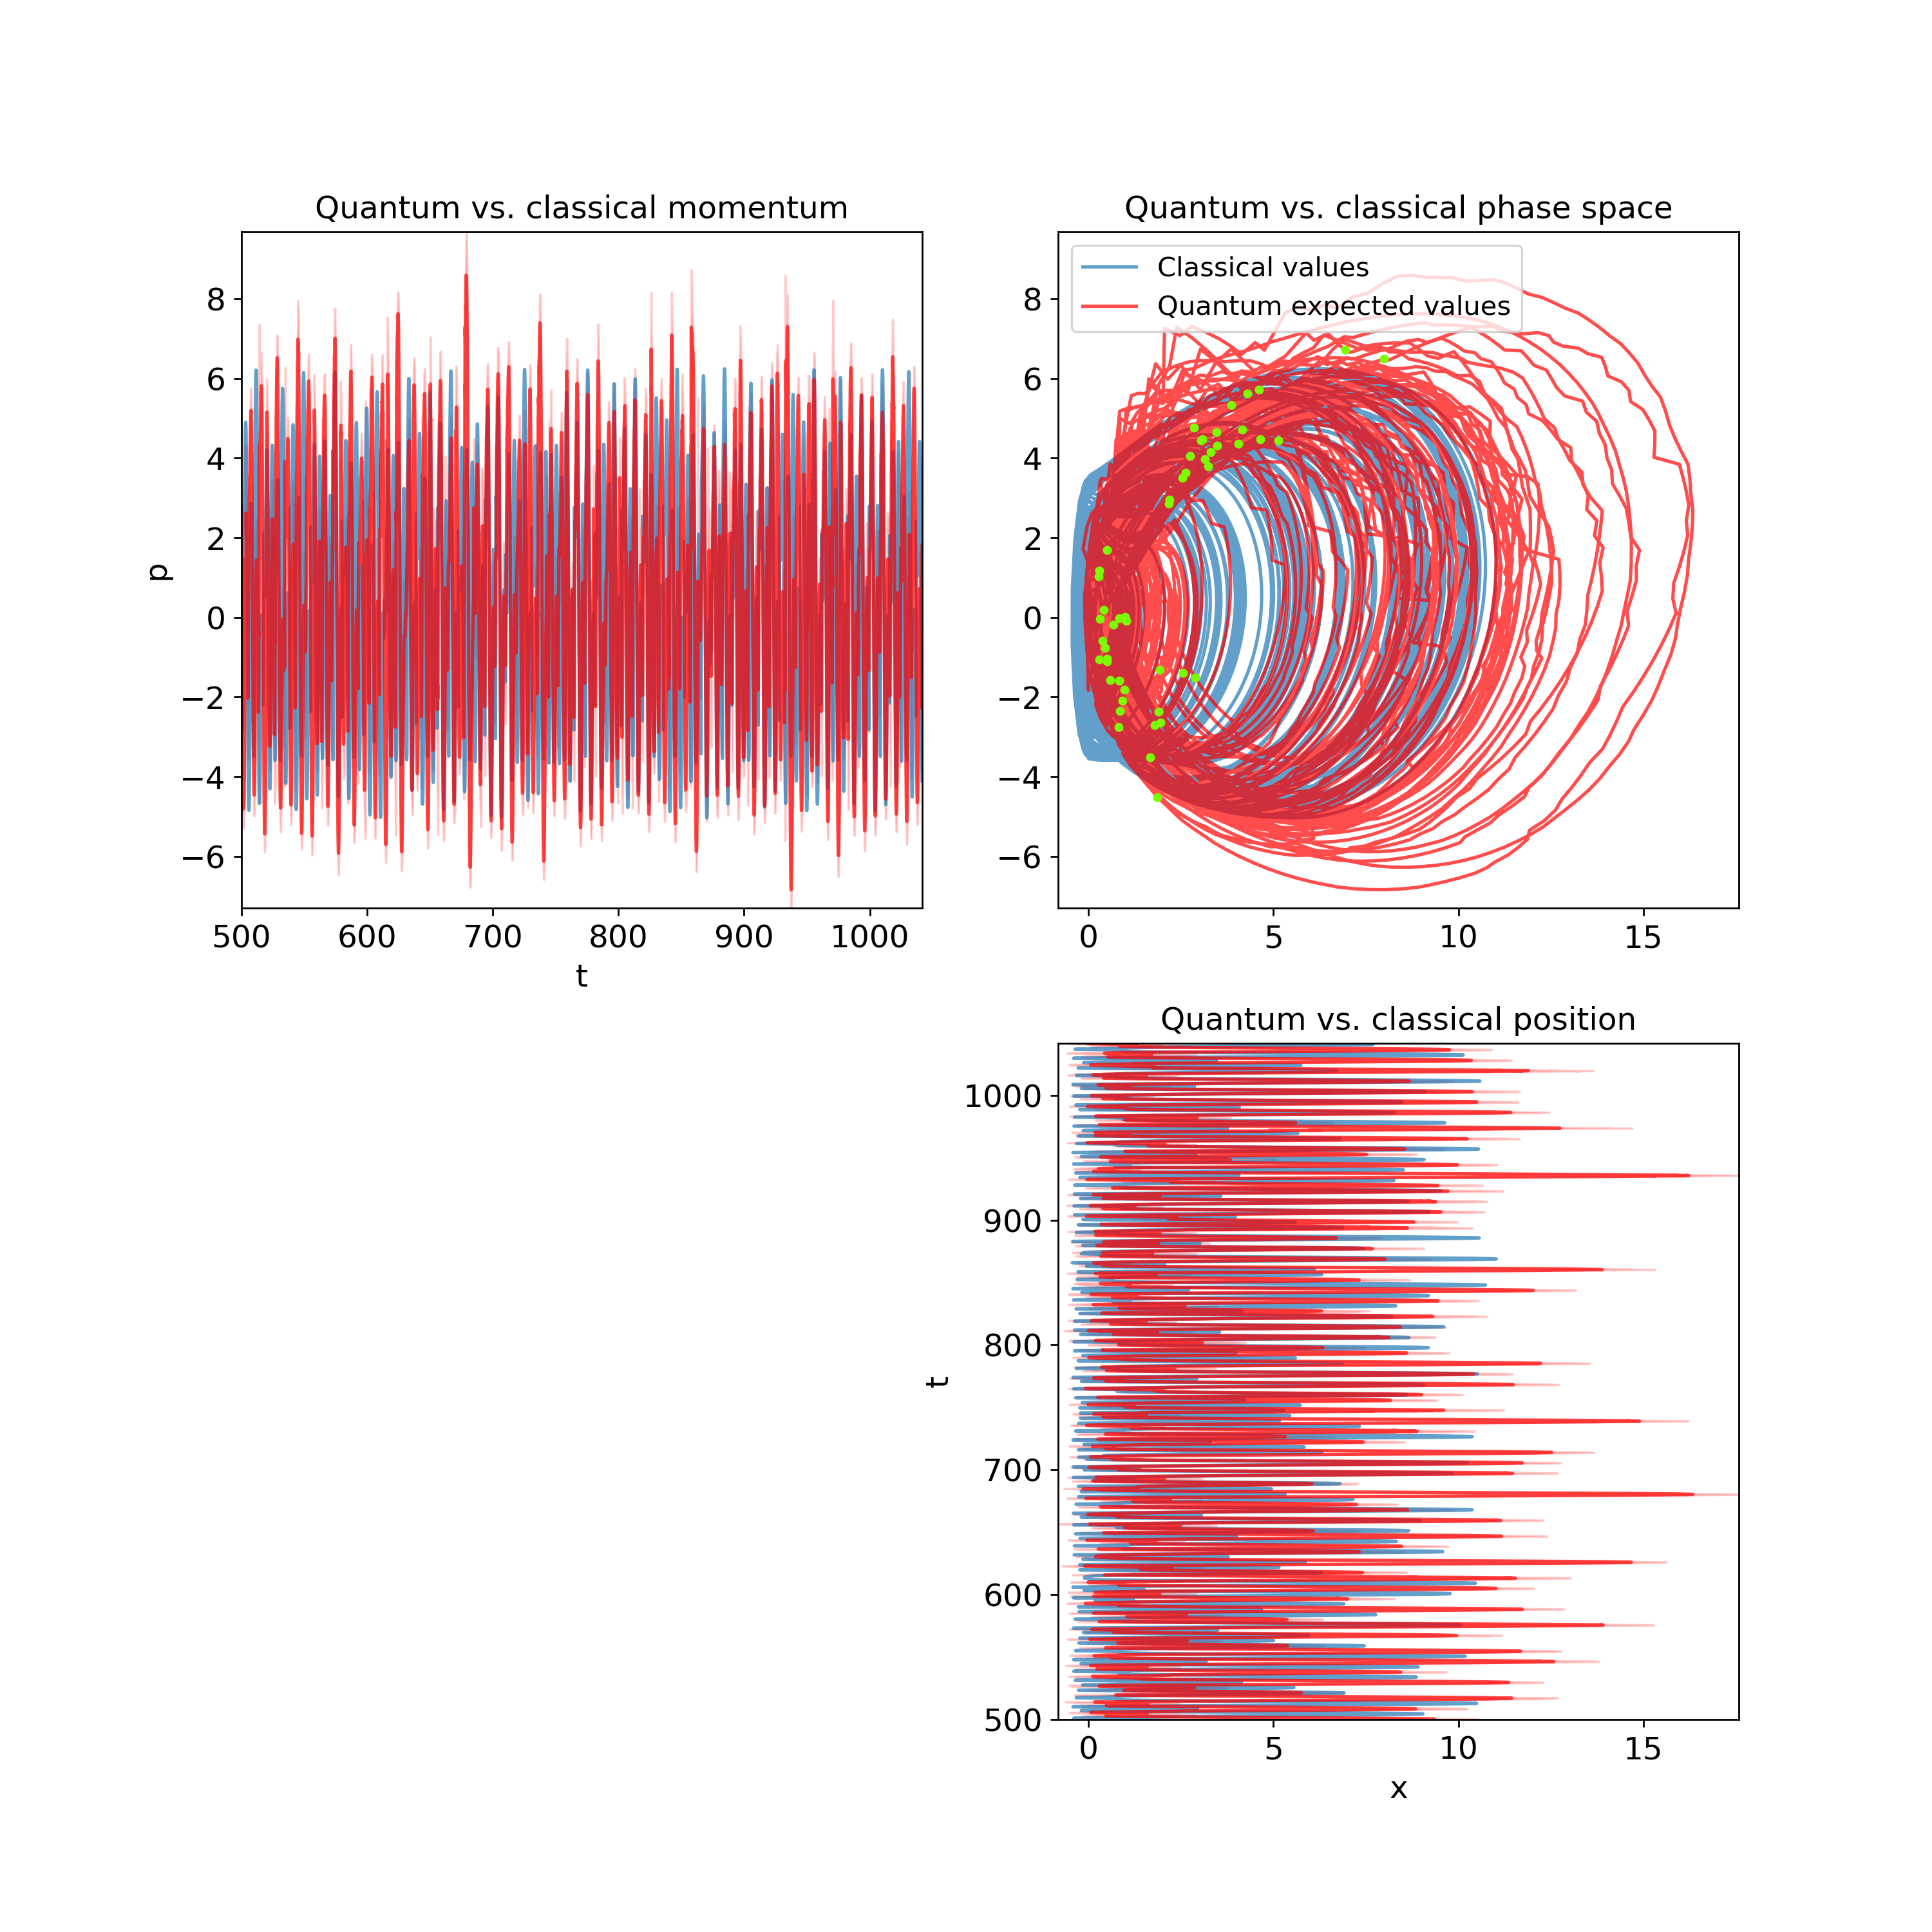 Quantum vs. classical momentum
8
6
4
2
0
−2
−4
−6
p
500 600 700 800 900 1000
t
Quantum vs. classical phase space
Classical values
Quantum expected values
8
6
4
2
0
−2
−4
−6
0 5 10 15
Quantum vs. classical position
1000
900
800
700
600
500
t
0 5 10 15
x